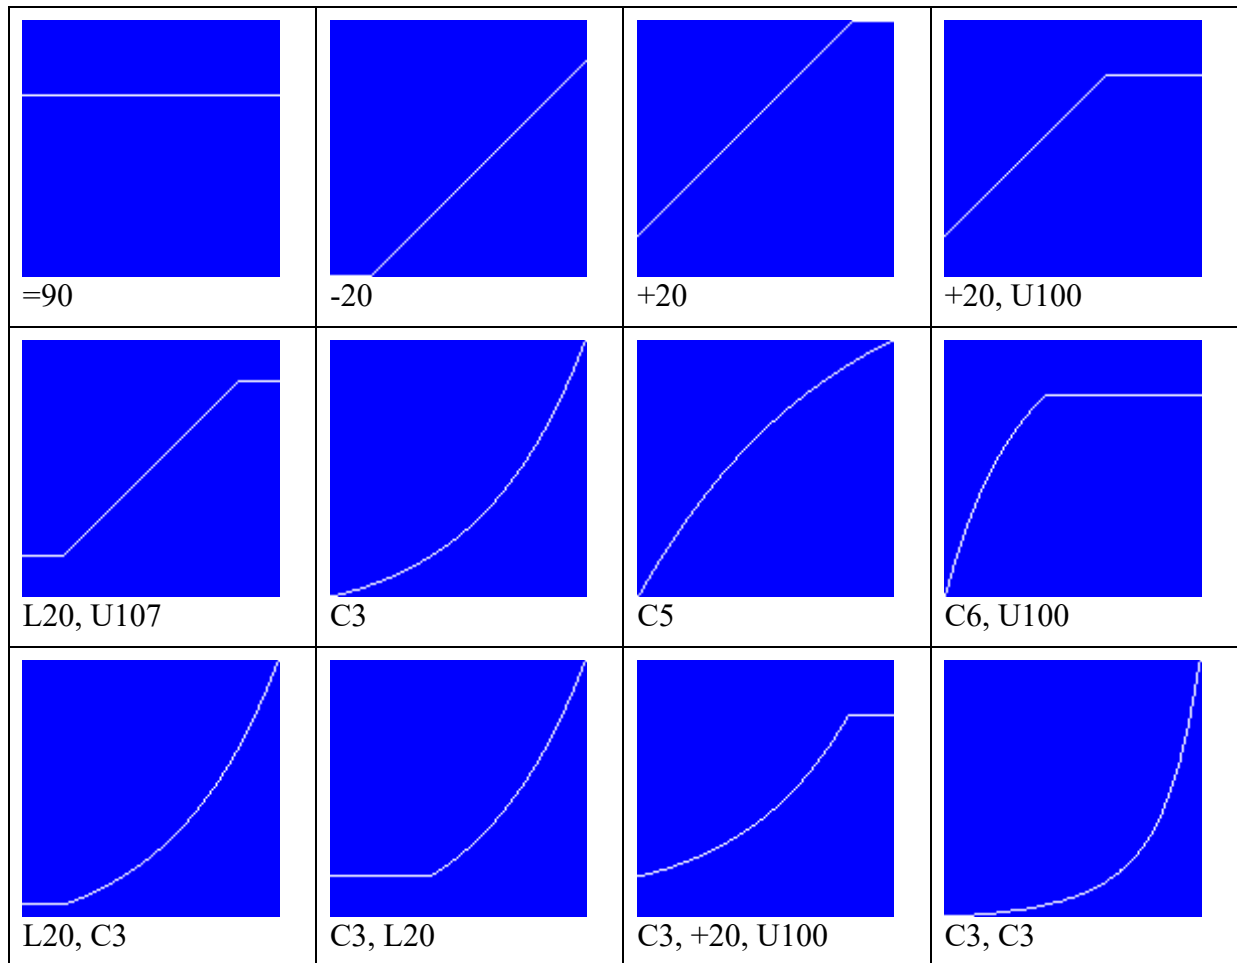 =90
-20
+20
+20, U100
L20, U107
C3
C5
C6, U100
L20, C3
C3, L20
C3, +20, U100
C3, C3